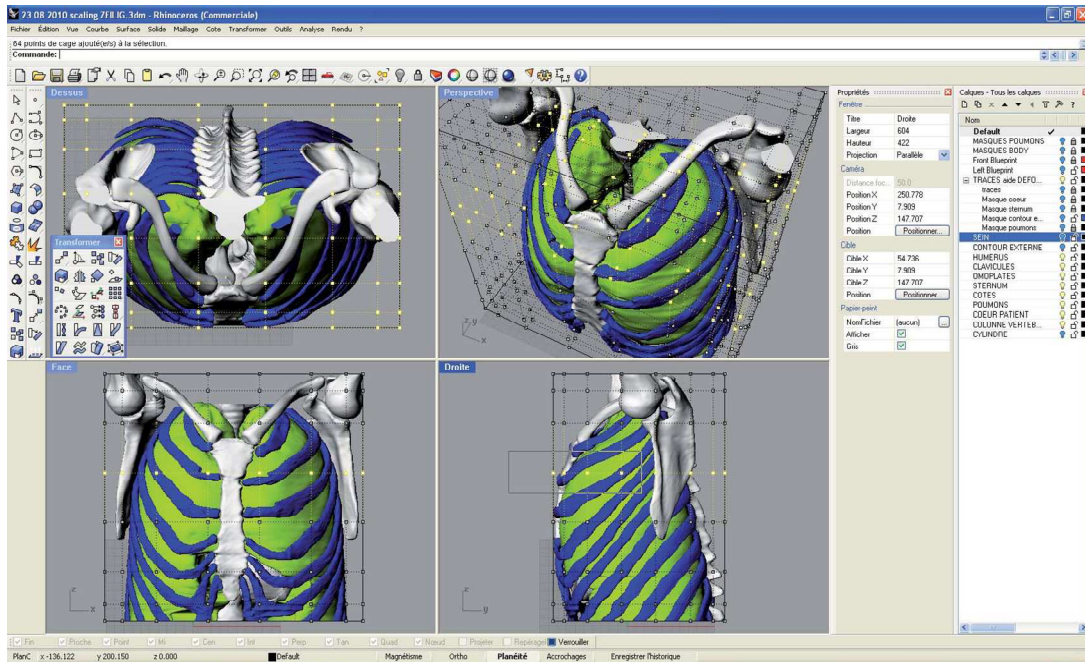 23 08 2010 scaling ZEILIG.3dm - Rhinoceros (Commerciale)
Fichier Édition Vue Courbe Surface Solide Maillage Cote Transformer Outils Analyse Rendu ?
64 points de cage ajouté(e/s) à la sélection.
Commande:
Dessus
Perspective
Transformer
Face
Droite
Propriétés
Fenêtre
Titre Droite
Largeur 604
Hauteur 422
Projection Parallèle
Caméra
Distance foc... 50.0
Position X 250.778
Position Y 7.909
Position Z 147.707
Position Positionner...
Cible
Cible X 54.736
Cible Y 7.909
Cible Z 147.707
Position Positionner...
Papier-peint
NomFichier (aucun) ...
Afficher
Gris
Calques - Tous les calques
Nom
Default
MASQUES POUMONS
MASQUES BODY
Front Blueprint
Left Blueprint
TRACES aide DEFO...
traces
Masque coeur
Masque sternum
Masque contour e...
Masque poumons
SEIN
CONTOUR EXTERNE
HUMERUS
CLAVICULES
OMOPLATES
STERNUM
COTES
POUMONS
COEUR PATIENT
COLONNE VERTEB...
CYLINDRE
z x
z y
Fin Proche Point Mi Cen Int Perp Tan Quad Nœud Projeter Repérage Verrouiller
PlanC x -136.122 y 200.150 z 0.000 Default Magnétisme Ortho Planéité Accrochages Enregistrer l'historique